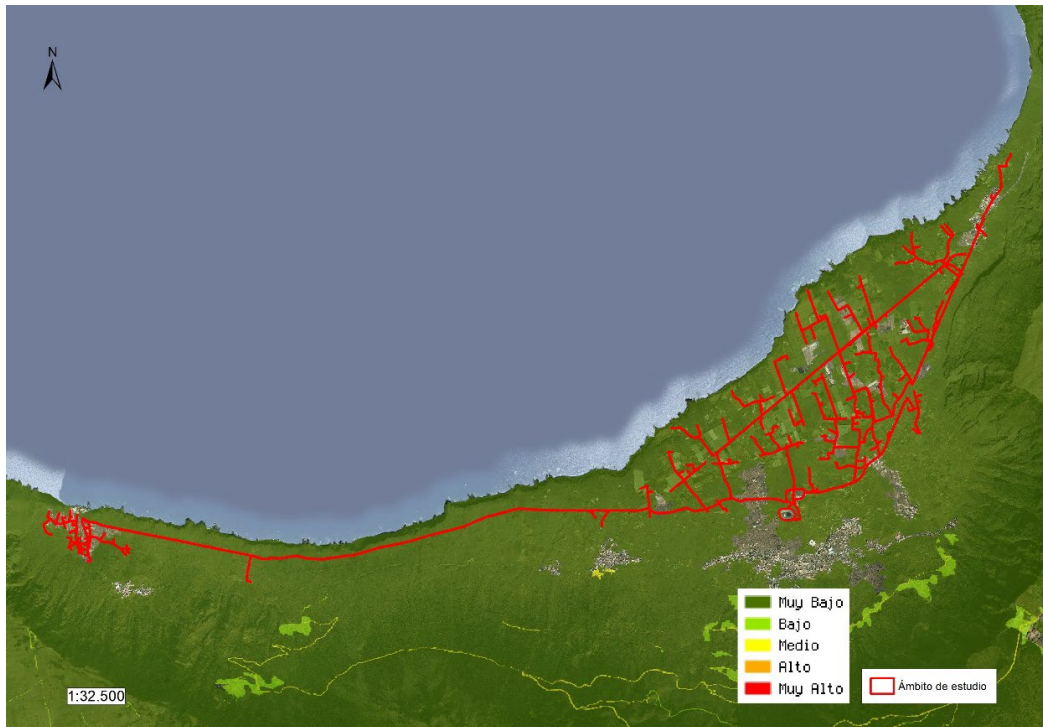 N
Muy Bajo
Bajo
Medio
Alto
Muy Alto
Ámbito de estudio
1:32.500